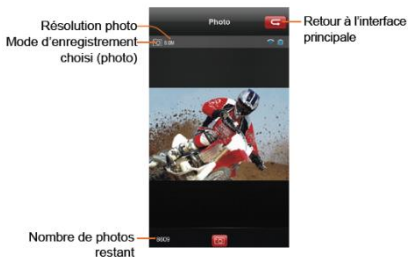 Résolution photo
Mode d'enregistrement
choisi (photo)
Photo
Retour à l'interface
principale
Nombre de photos
restant